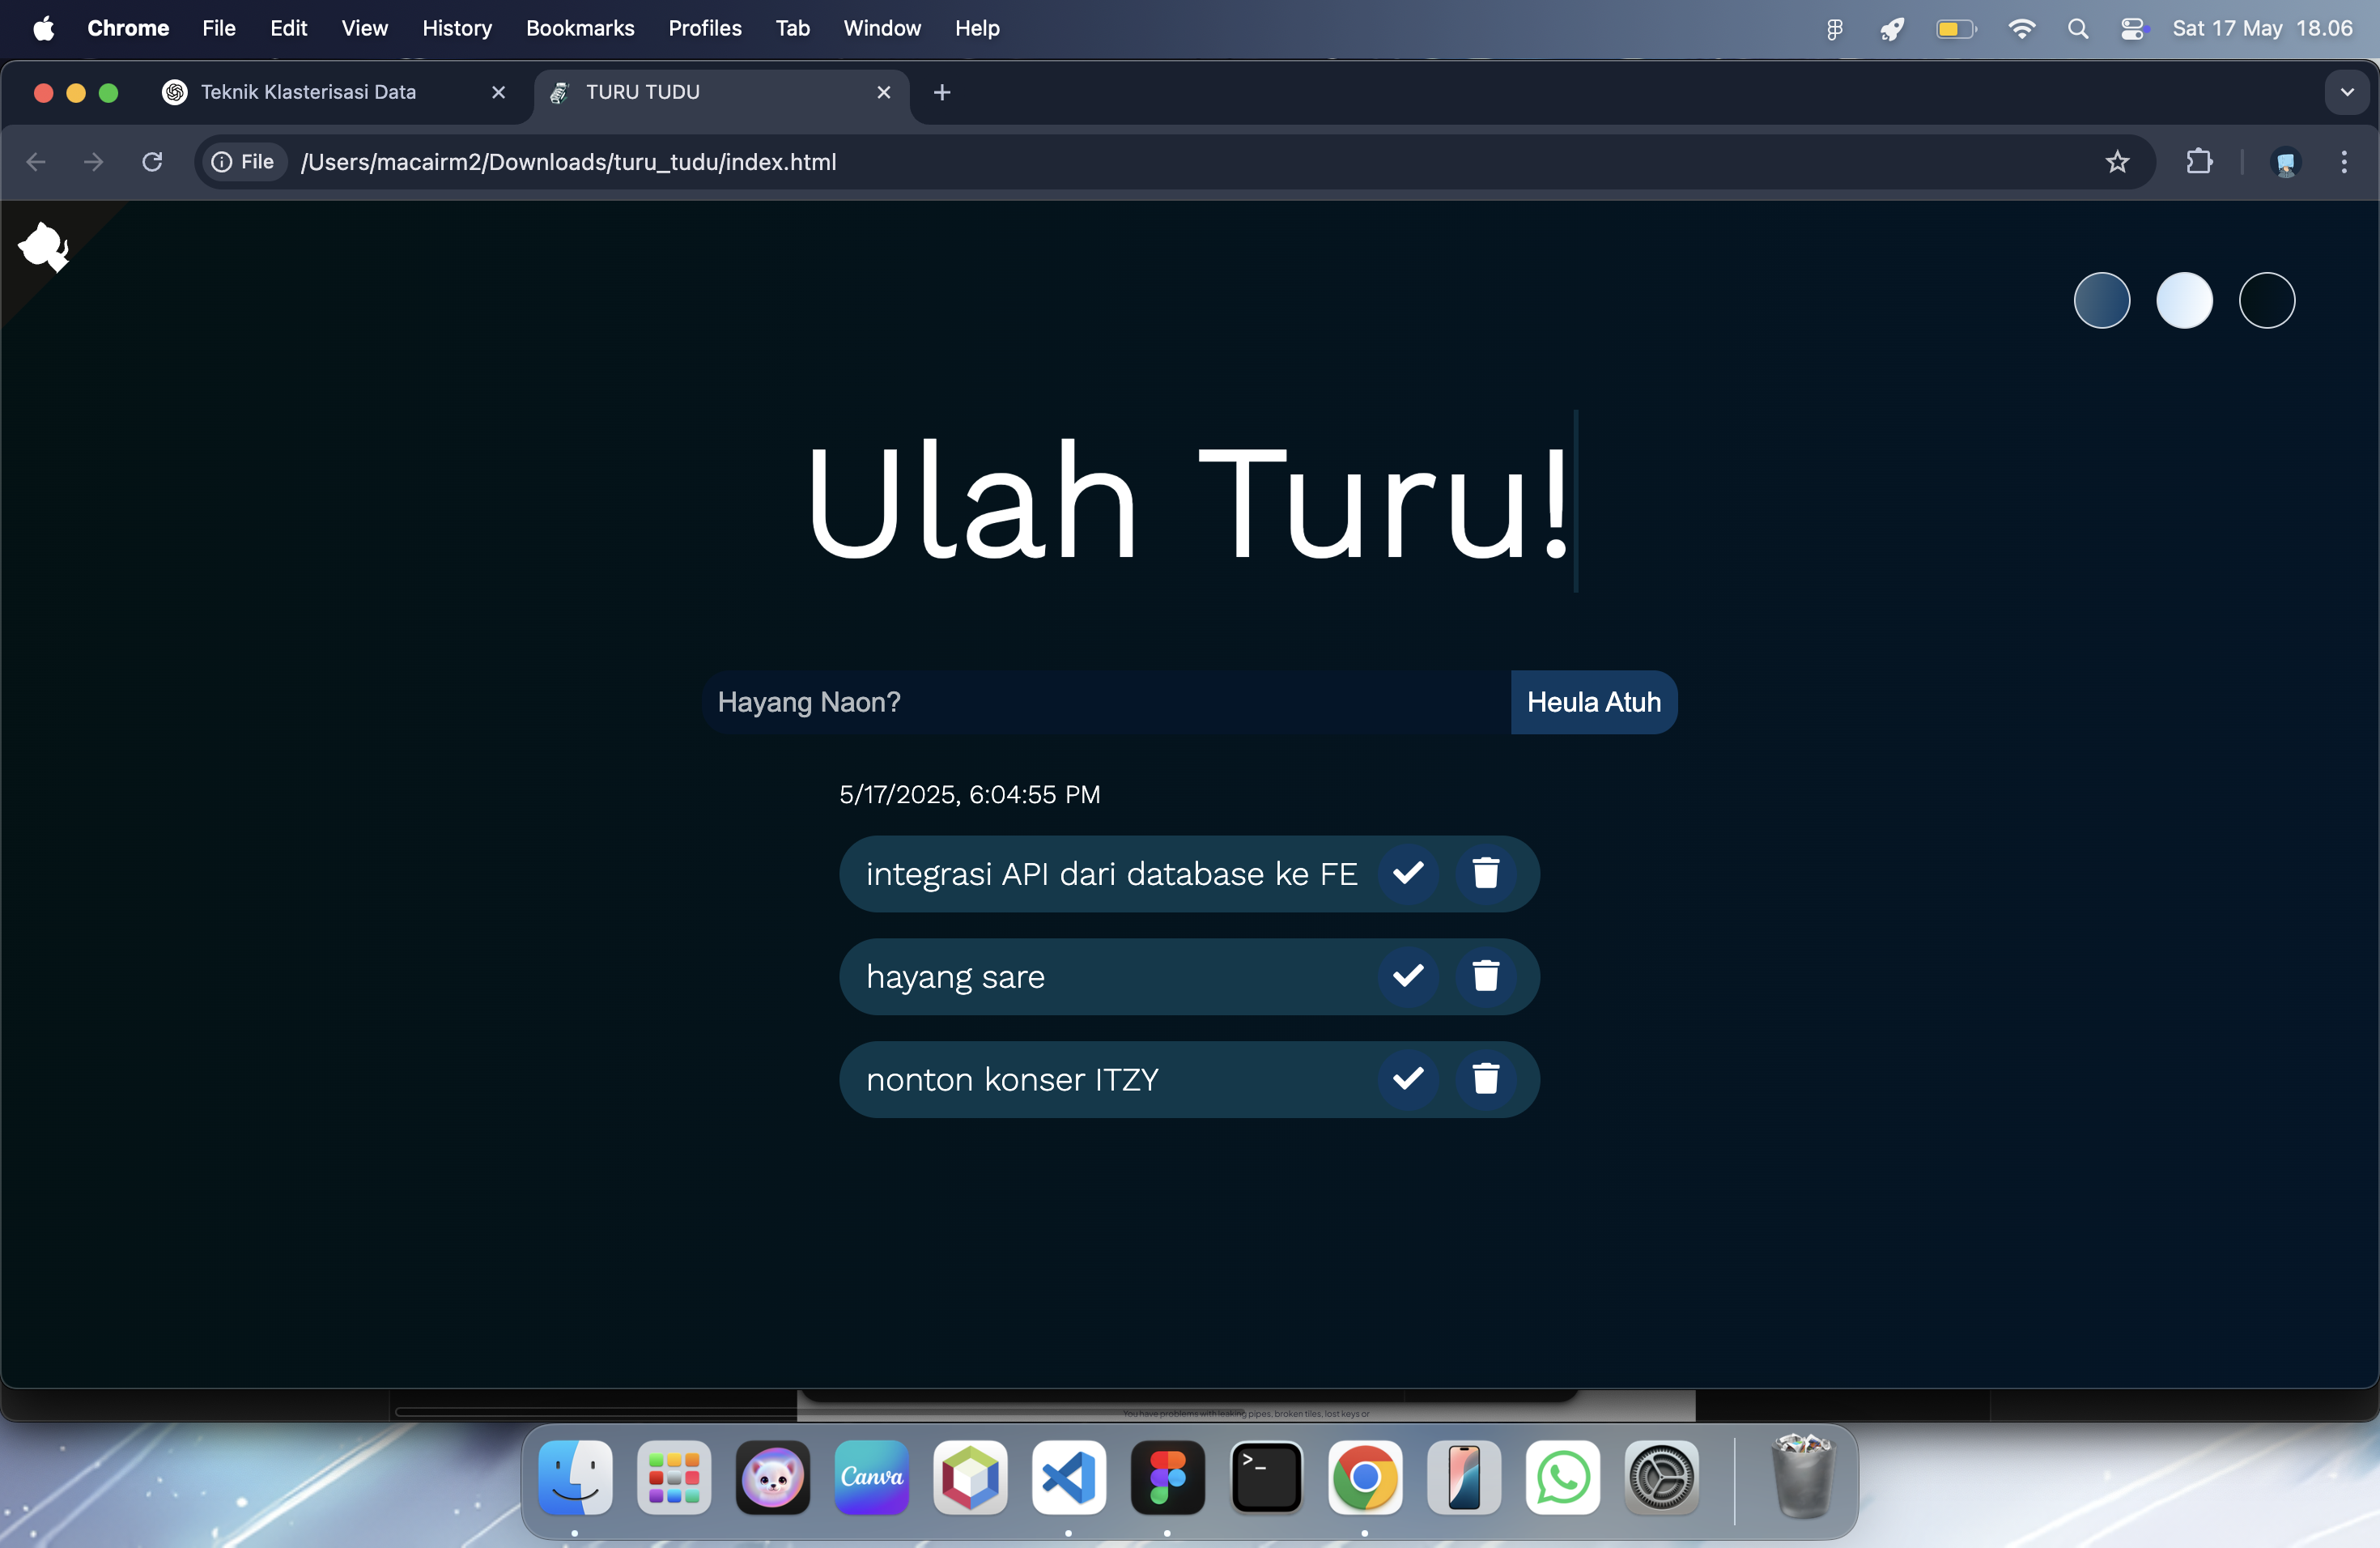 Chrome File Edit View History Bookmarks Profiles Tab Window Help Sat 17 May 18.06
Teknik Klasterisasi Data TURU TUDU
File /Users/macairm2/Downloads/turu_tudu/index.html
Ulah Turu!
Hayang Naon? Heula Atuh
5/17/2025, 6:04:55 PM
integrasi API dari database ke FE
hayang sare
nonton konser ITZY
You have problems with leaking pipes, broken tiles, lost keys or
Canva
>_